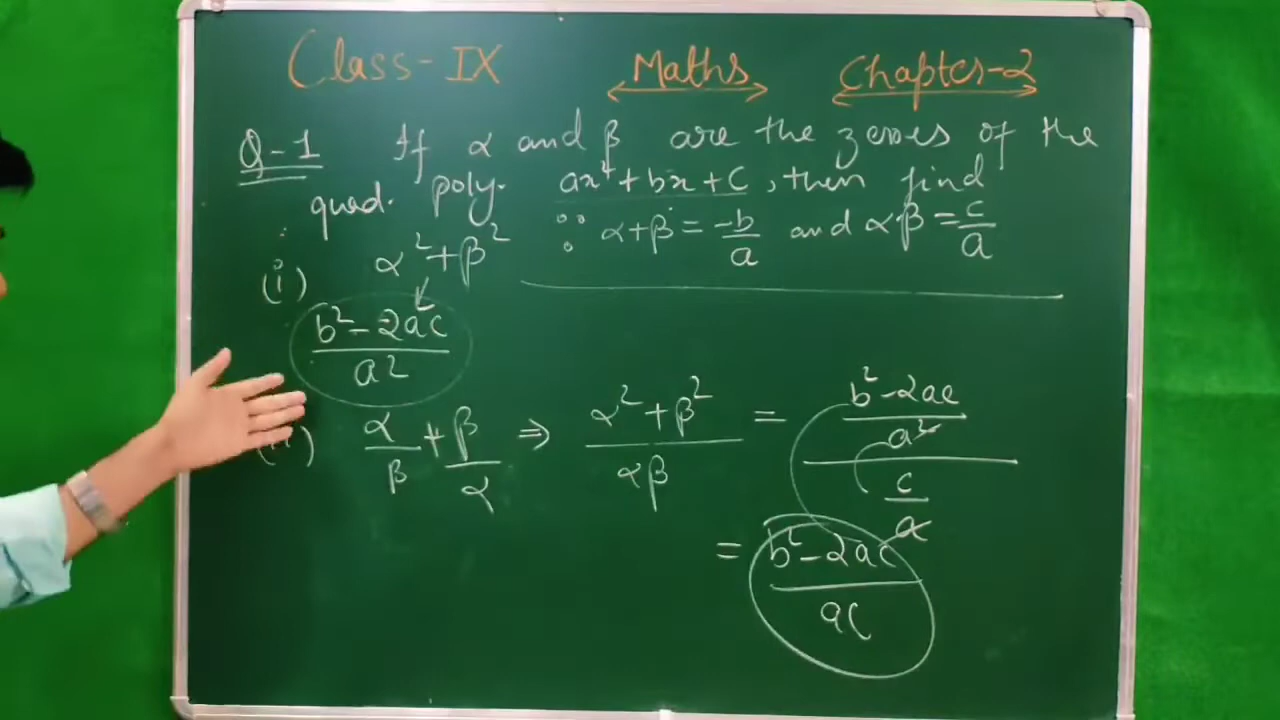 Class-IX Maths Chapter-2
Q-1 If α and β are the zeroes of the
quad. poly. ax²+bx+c, then find
∵ α+β = -b/a and αβ = c/a
(i) α²+β²
b²-2ac/a²
α/β + β/α ⇒ α²+β²/αβ = b²-2ac/a² / c/a
= b²-2ac/ac